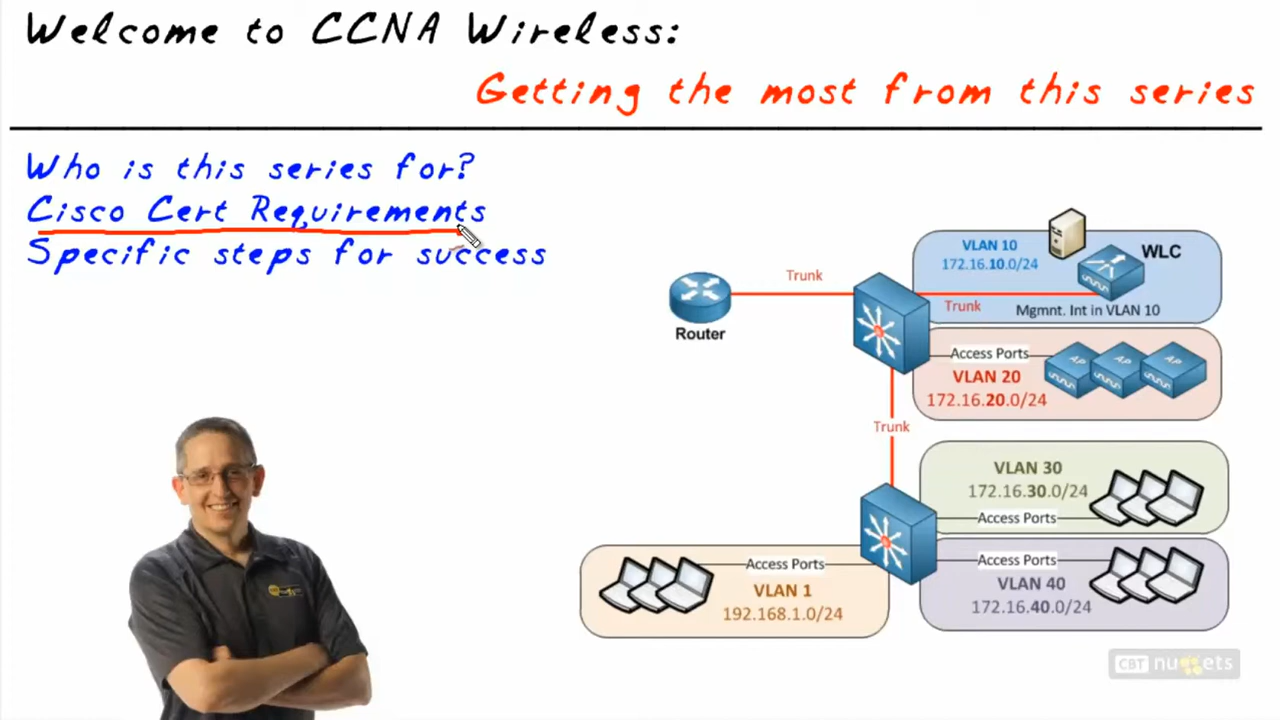 Welcome to CCNA Wireless:
Getting the most from this series
Who is this series for?
Cisco Cert Requirements
Specific steps for success
VLAN 10
172.16.10.0/24
WLC
Trunk
Router
Trunk
Mgmnt. Int in VLAN 10
Access Ports
AP AP AP
VLAN 20
172.16.20.0/24
Trunk
VLAN 30
172.16.30.0/24
Access Ports
Access Ports
VLAN 40
172.16.40.0/24
Access Ports
VLAN 1
192.168.1.0/24
CBT nuggets